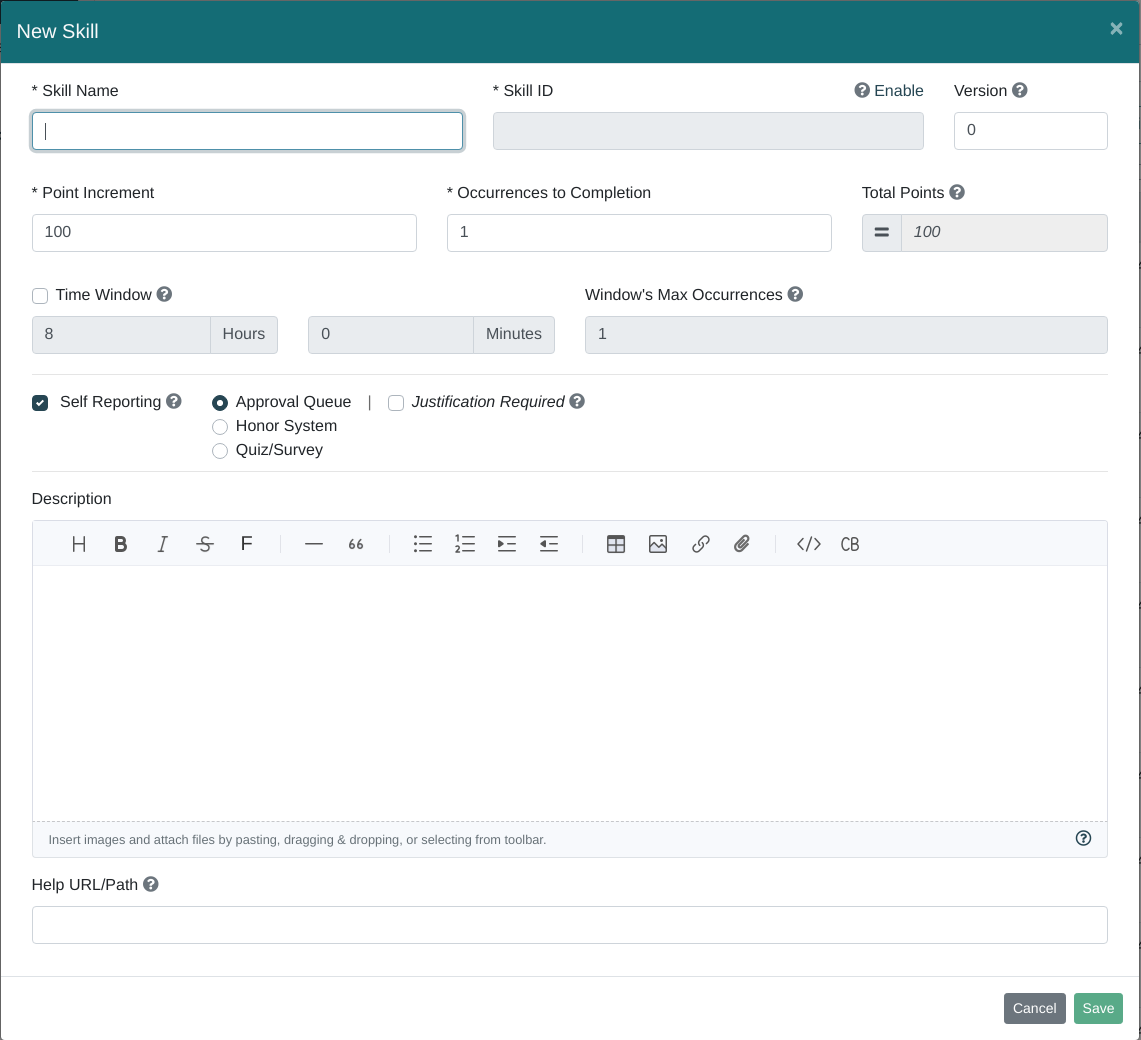 New Skill ×
* Skill Name * Skill ID Enable Version
0
* Point Increment * Occurrences to Completion Total Points
100 1 = 100
Time Window Window's Max Occurrences
8 Hours 0 Minutes 1
Self Reporting Approval Queue | Justification Required
Honor System
Quiz/Survey
Description
H B I S F — 66 </> CB
Insert images and attach files by pasting, dragging & dropping, or selecting from toolbar.
Help URL/Path
Cancel Save